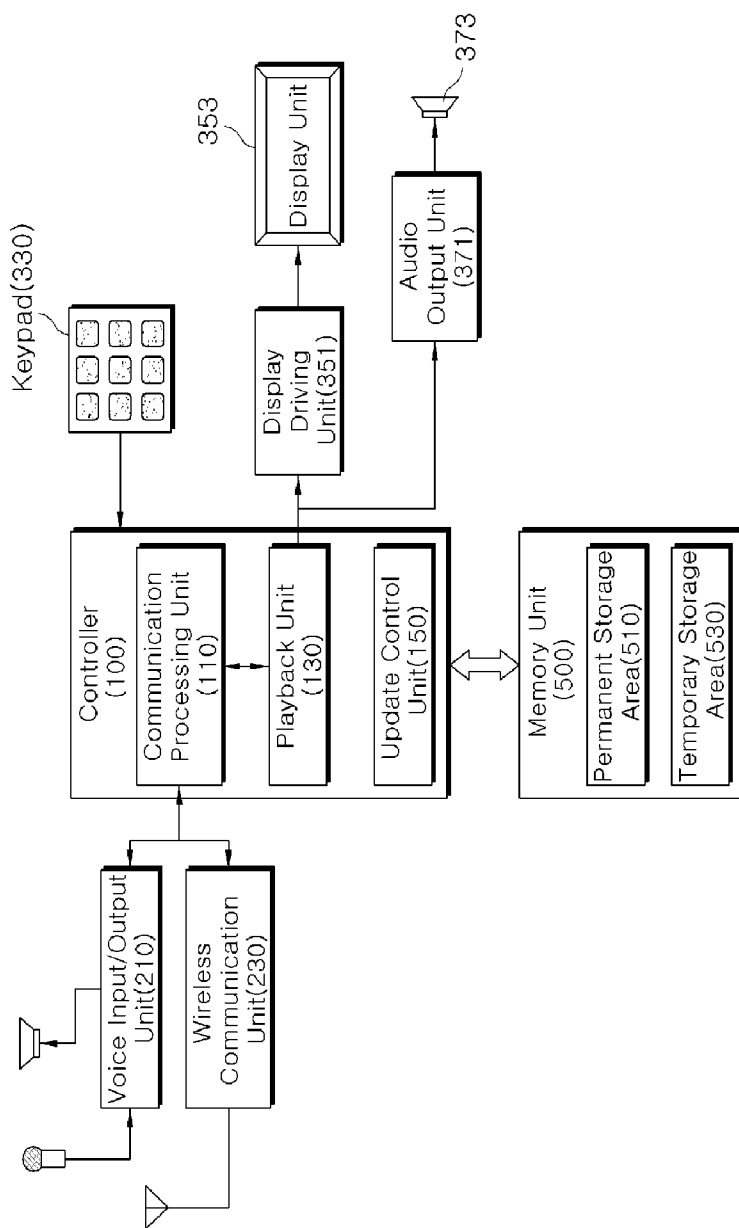 Keypad(330)
353
Display Unit
373
Controller
(100)
Communication
Processing Unit
(110)
Playback Unit
(130)
Update Control
Unit(150)
Display
Driving
Unit(351)
Audio
Output Unit
(371)
Voice Input/Output
Unit(210)
Wireless
Communication
Unit(230)
Memory Unit
(500)
Permanent Storage
Area(510)
Temporary Storage
Area(530)